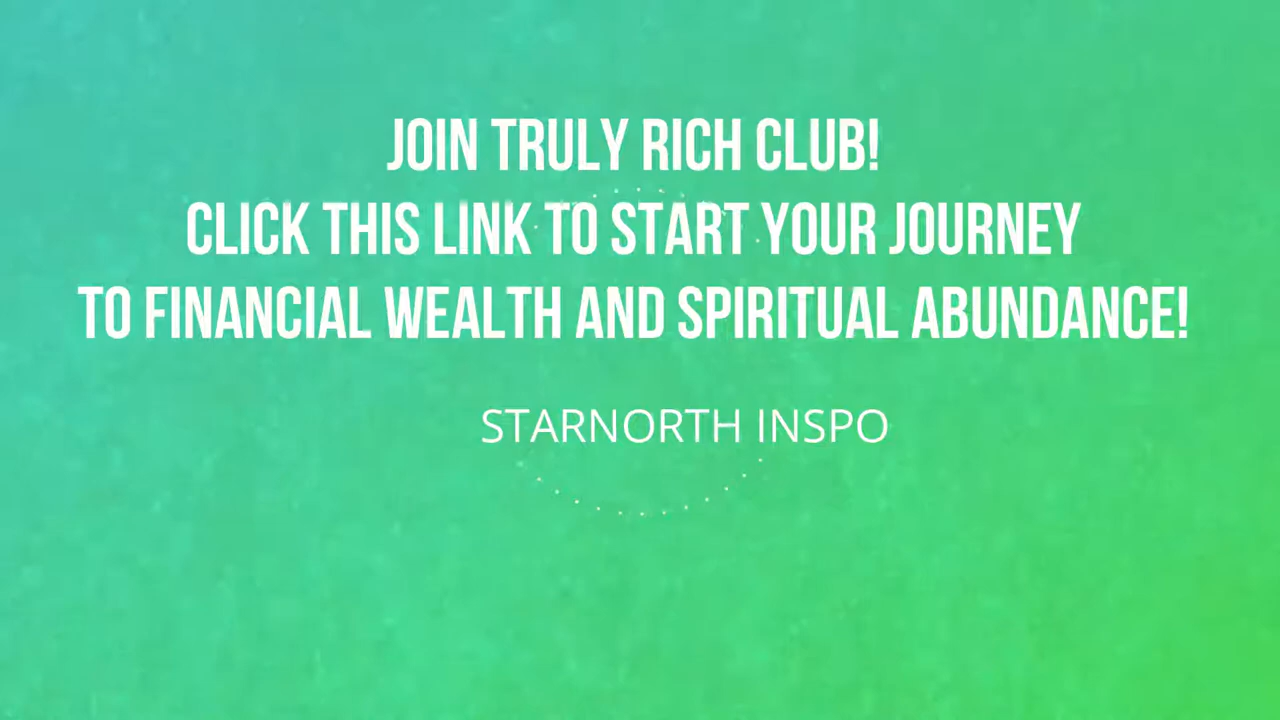 JOIN TRULY RICH CLUB!
CLICK THIS LINK TO START YOUR JOURNEY
TO FINANCIAL WEALTH AND SPIRITUAL ABUNDANCE!
STARNORTH INSPO